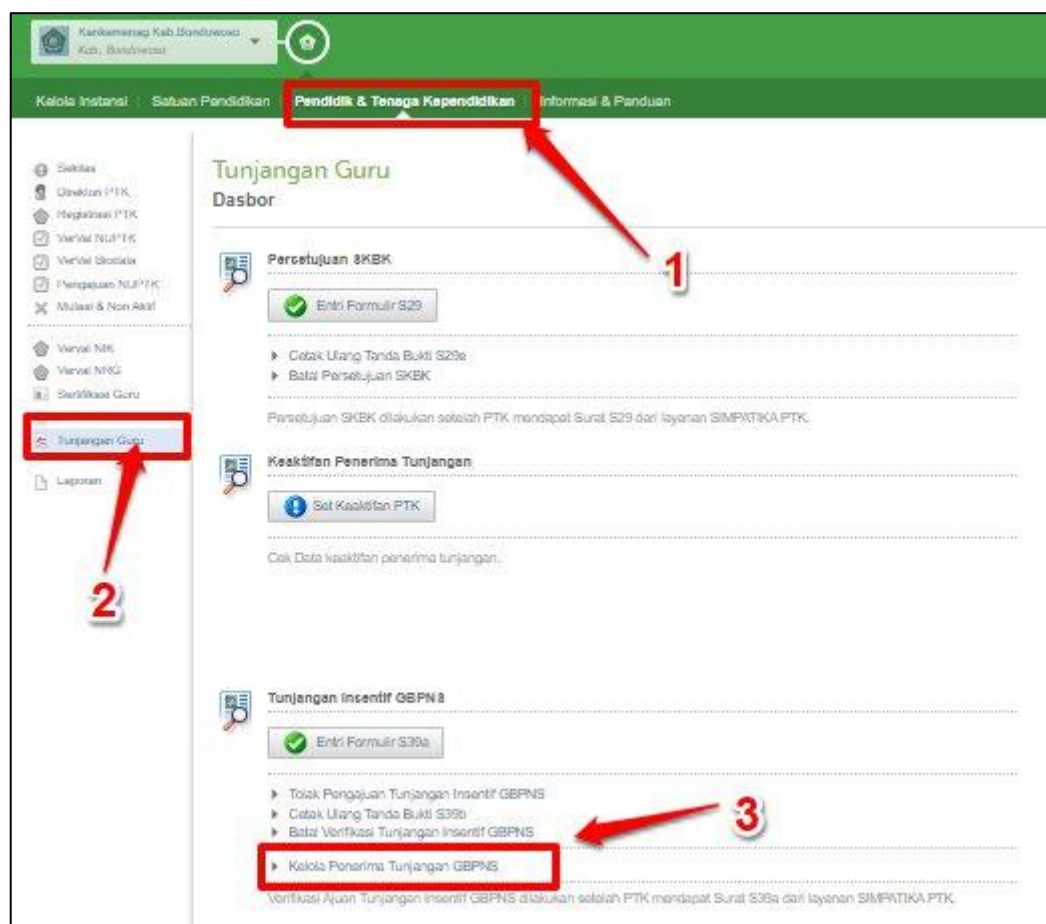 Kankemenag Kab.Bondowoso
Kab. Bondowoso
Kelola Instansi
Satuan Pendidikan
Pendidik & Tenaga Kependidikan
Informasi & Panduan
Sekilas
Direktori PTK
Registrasi PTK
VerVal NUPTK
VerVal Biodata
Pengajuan NUPTK
Mutasi & Non Aktif
Verval NIK
Verval NRG
Sertifikasi Guru
Tunjangan Guru
Laporan
Tunjangan Guru
Dasbor
1
Persetujuan SKBK
Entri Formulir S29
Cetak Ulang Tanda Bukti S29e
Batal Persetujuan SKBK
Persetujuan SKBK dilakukan setelah PTK mendapat Surat S29 dari layanan SIMPATIKA PTK.
2
Keaktifan Penerima Tunjangan
Set Keaktifan PTK
Cek Data keaktifan penerima tunjangan.
Tunjangan Insentif GBPNS
Entri Formulir S39a
Tolak Pengajuan Tunjangan Insentif GBPNS
Cetak Ulang Tanda Bukti S39b
Batal Verifikasi Tunjangan Insentif GBPNS
3
Kelola Penerima Tunjangan GBPNS
Verifikasi Ajuan Tunjangan Insentif GBPNS dilakukan setelah PTK mendapat Surat S39a dari layanan SIMPATIKA PTK.